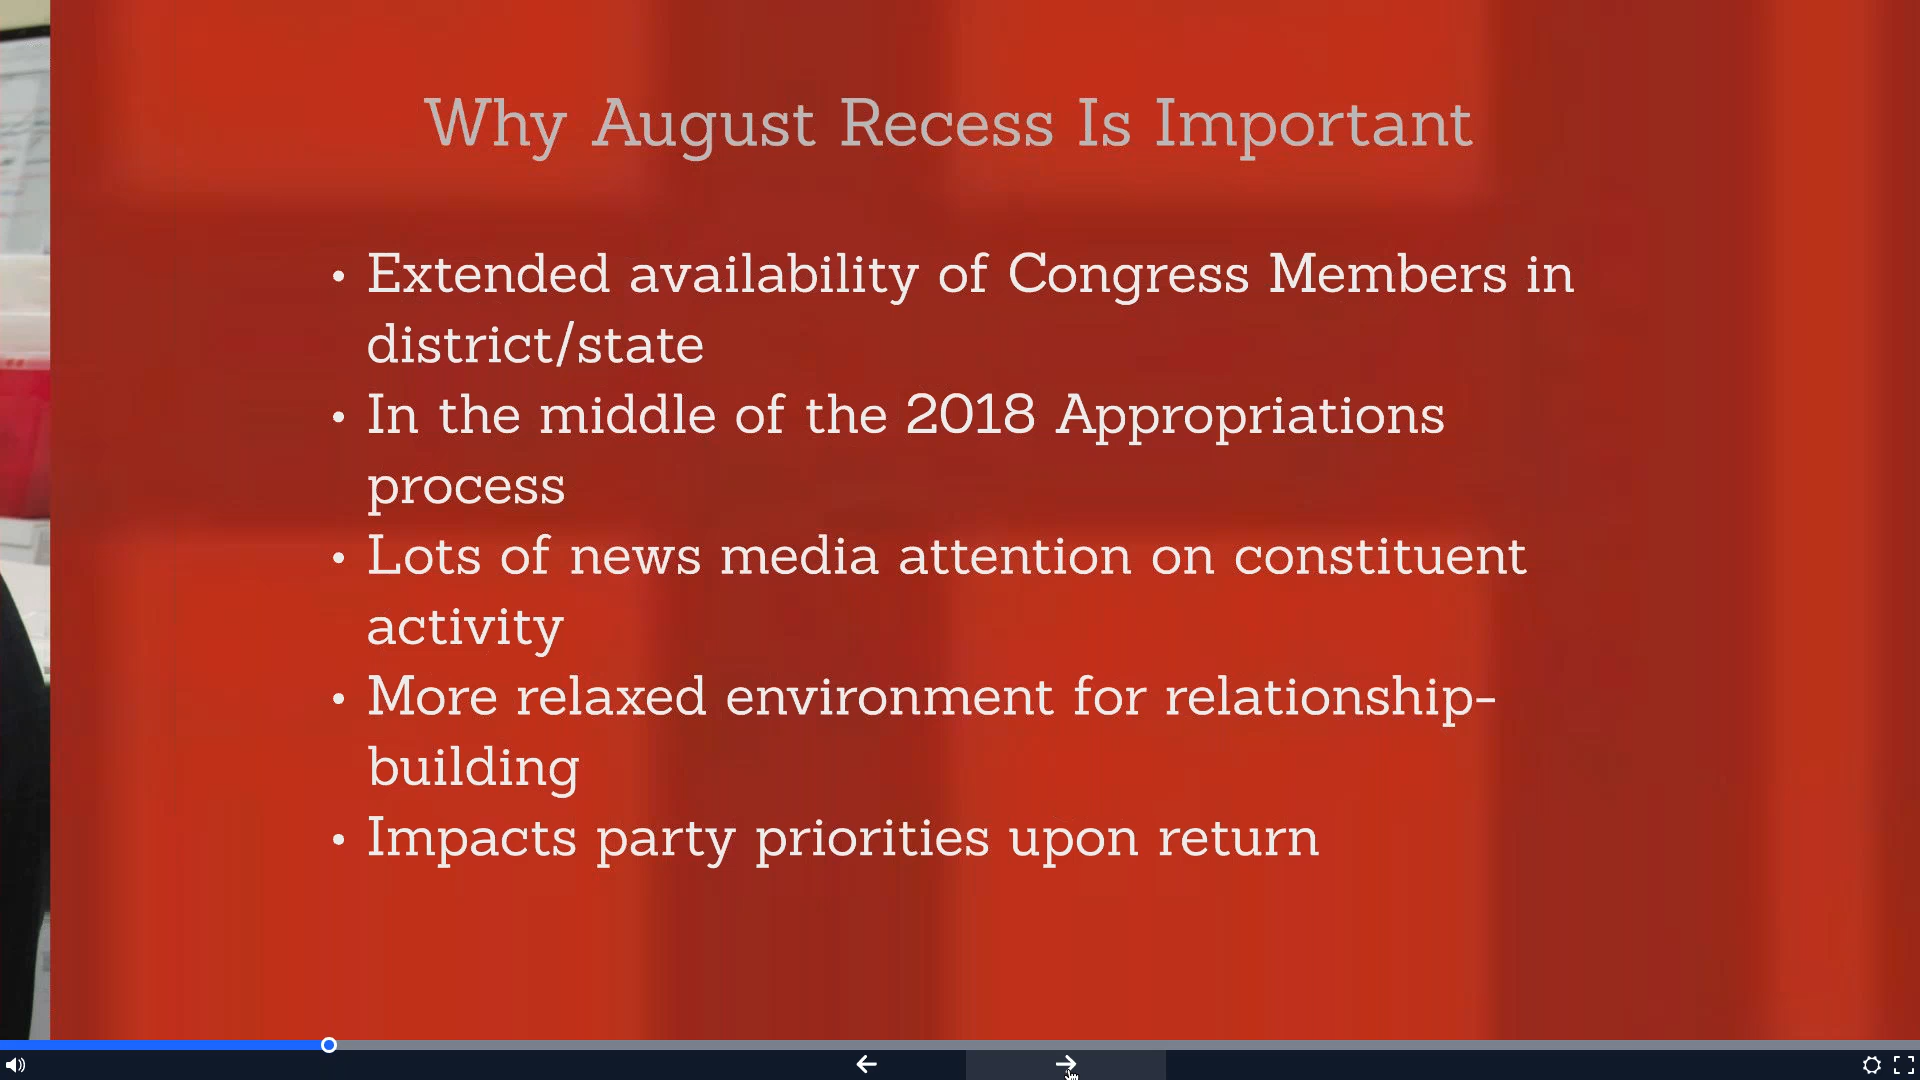 Why August Recess Is Important
• Extended availability of Congress Members in
district/state
• In the middle of the 2018 Appropriations
process
• Lots of news media attention on constituent
activity
• More relaxed environment for relationship-
building
• Impacts party priorities upon return